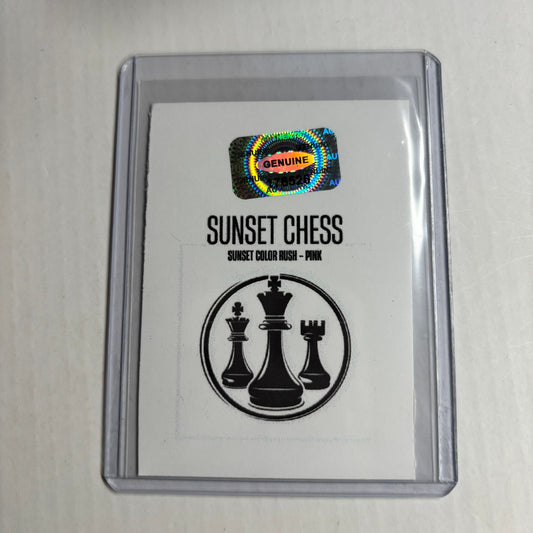 GENUINE
SUNSET CHESS
SUNSET COLOR RUSH - PINK